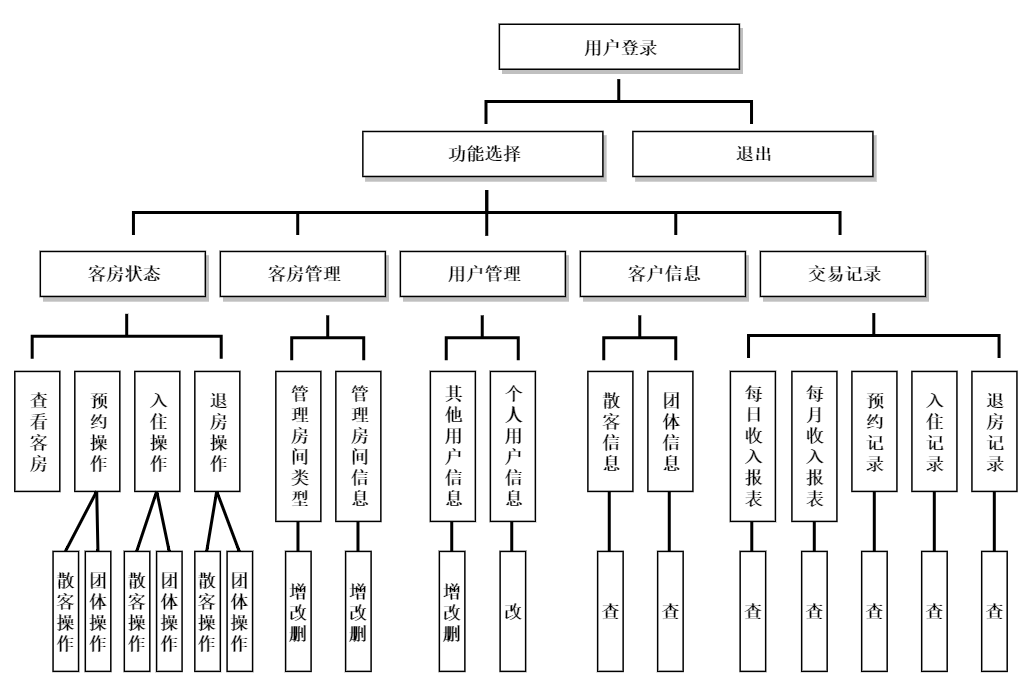 用户登录
功能选择
退出
客房状态
客房管理
用户管理
客户信息
交易记录
查看客房
预约操作
入住操作
退房操作
管理房间类型
管理房间信息
其他用户信息
个人用户信息
散客信息
团体信息
每日收入报表
每月收入报表
预约记录
入住记录
退房记录
散客操作
团体操作
散客操作
团体操作
散客操作
团体操作
增改删
增改删
增改删
改
查
查
查
查
查
查
查